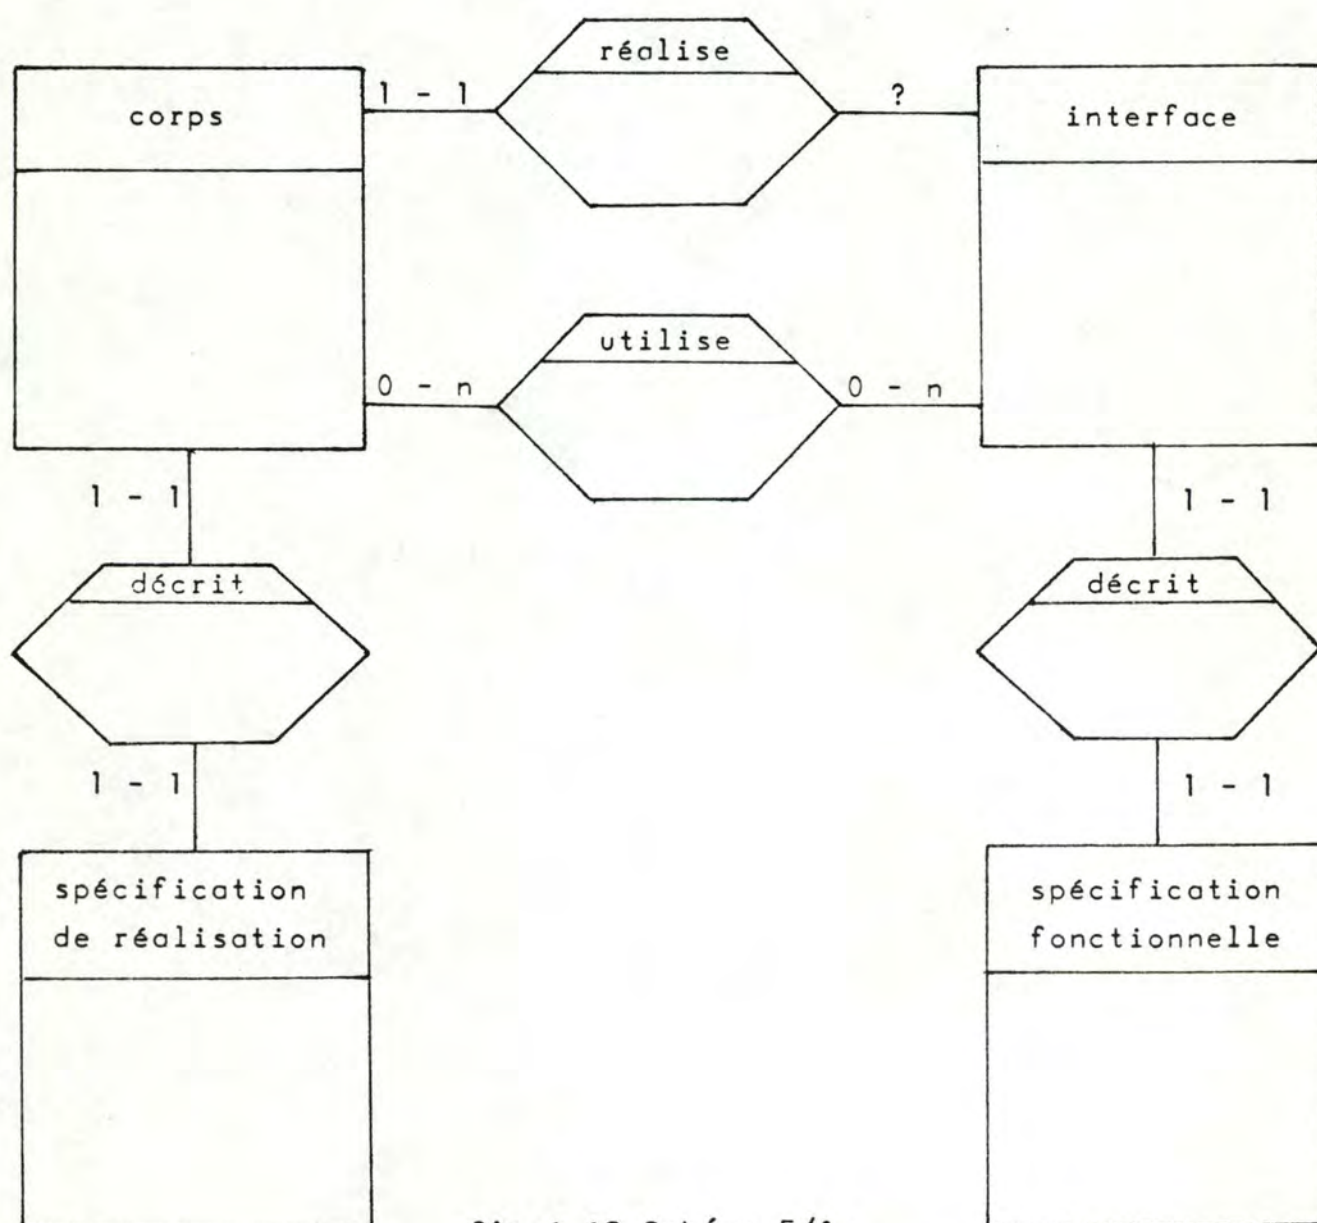 réalise
1 - 1
?
corps
interface
utilise
0 - n
0 - n
1 - 1
1 - 1
décrit
décrit
1 - 1
1 - 1
spécification
de réalisation
spécification
fonctionnelle